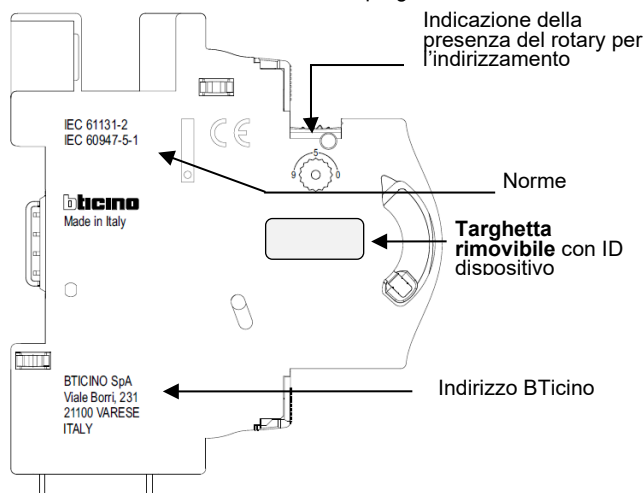 Indicazione della
presenza del rotary per
l'indirizzamento
IEC 61131-2
IEC 60947-5-1
CE
5
9 0
bticino
Made in Italy
Norme
Targhetta
rimovibile con ID
dispositivo
BTICINO SpA
Viale Borri, 231
21100 VARESE
ITALY
Indirizzo BTicino